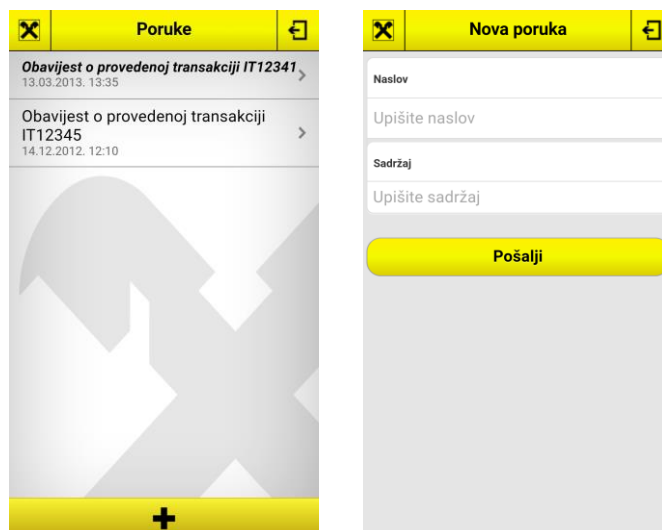 Poruke
Obavijest o provedenoj transakciji IT12341
13.03.2013. 13:35
Obavijest o provedenoj transakciji
IT12345
14.12.2012. 12:10
Nova poruka
Naslov
Upišite naslov
Sadržaj
Upišite sadržaj
Pošalji